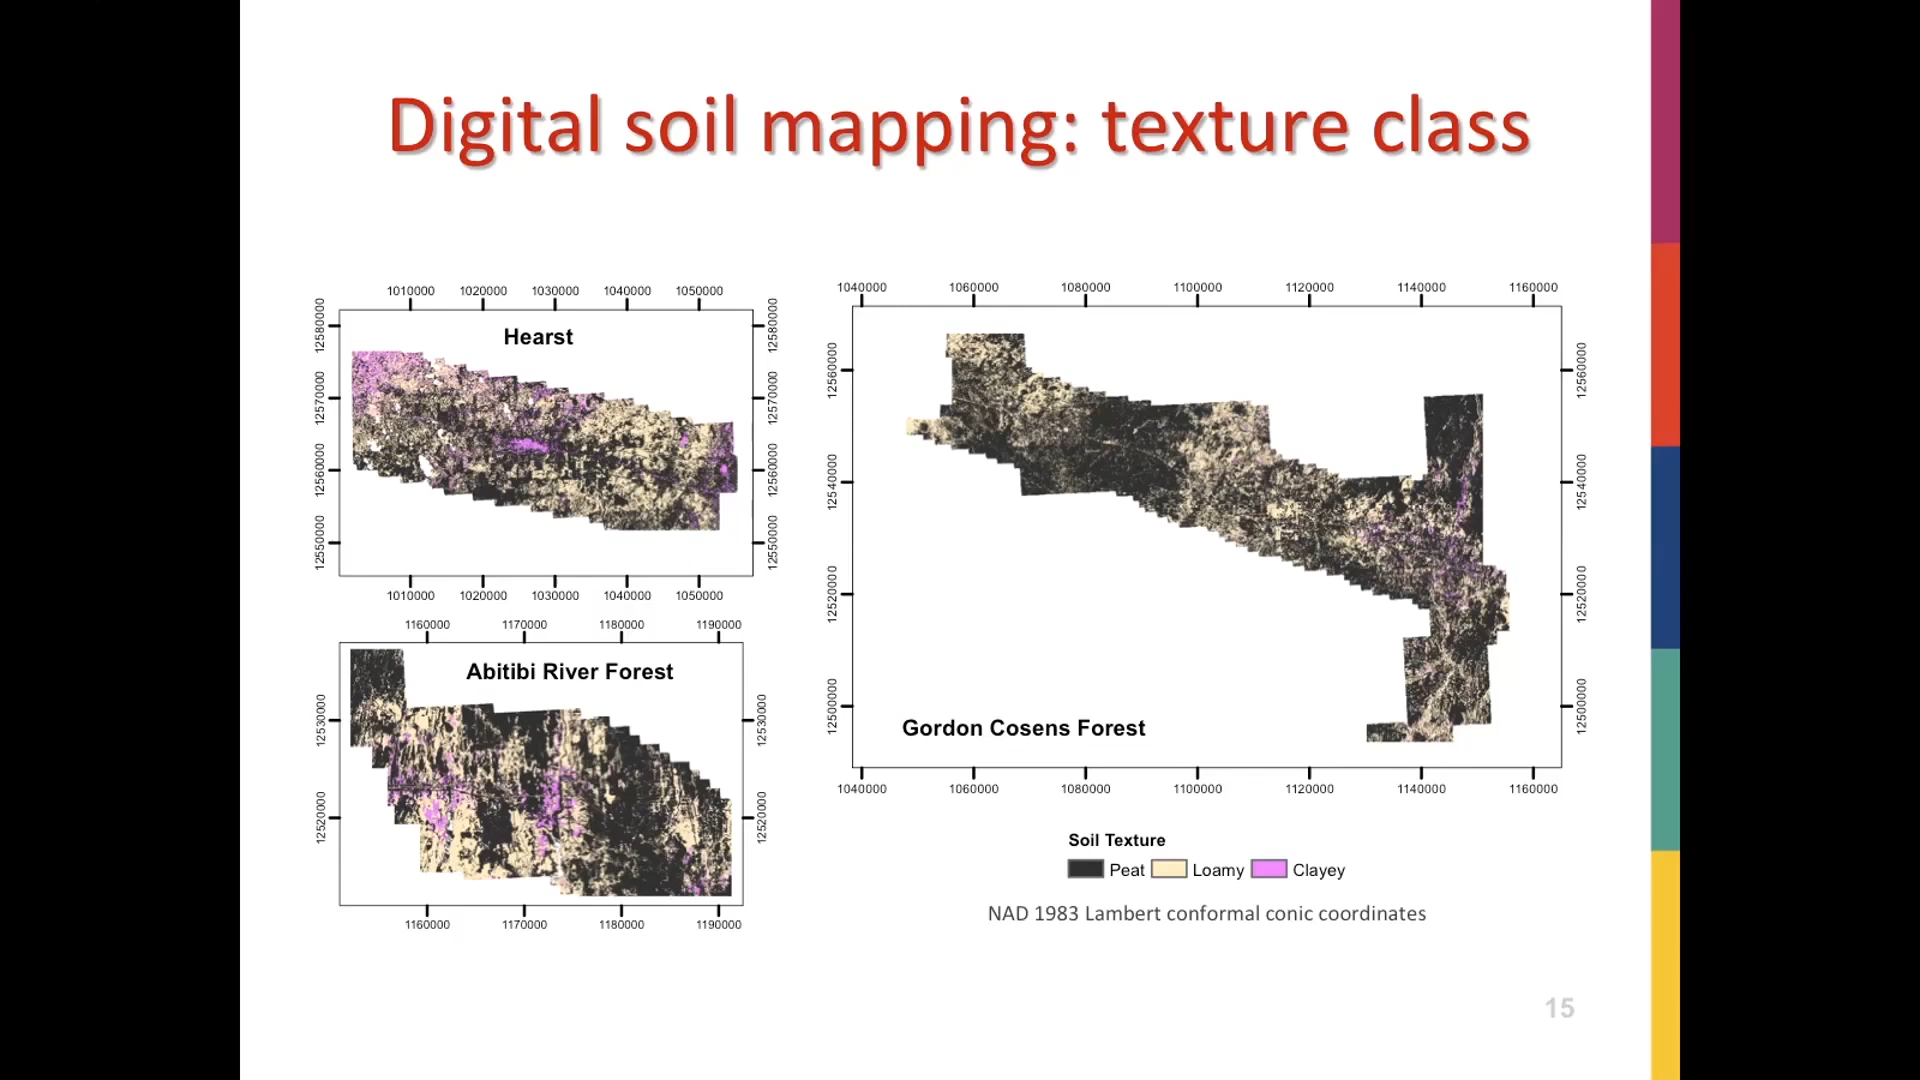 Digital soil mapping: texture class
1010000 1020000 1030000 1040000 1050000
Hearst
12580000 12570000 12560000 12550000
12580000 12570000 12560000 12550000
1010000 1020000 1030000 1040000 1050000
1160000 1170000 1180000 1190000
Abitibi River Forest
12530000 12520000
12530000 12520000
1160000 1170000 1180000 1190000
1040000 1060000 1080000 1100000 1120000 1140000 1160000
12560000 12540000 12520000 12500000
12560000 12540000 12520000 12500000
Gordon Cosens Forest
1040000 1060000 1080000 1100000 1120000 1140000 1160000
Soil Texture
Peat Loamy Clayey
NAD 1983 Lambert conformal conic coordinates
15